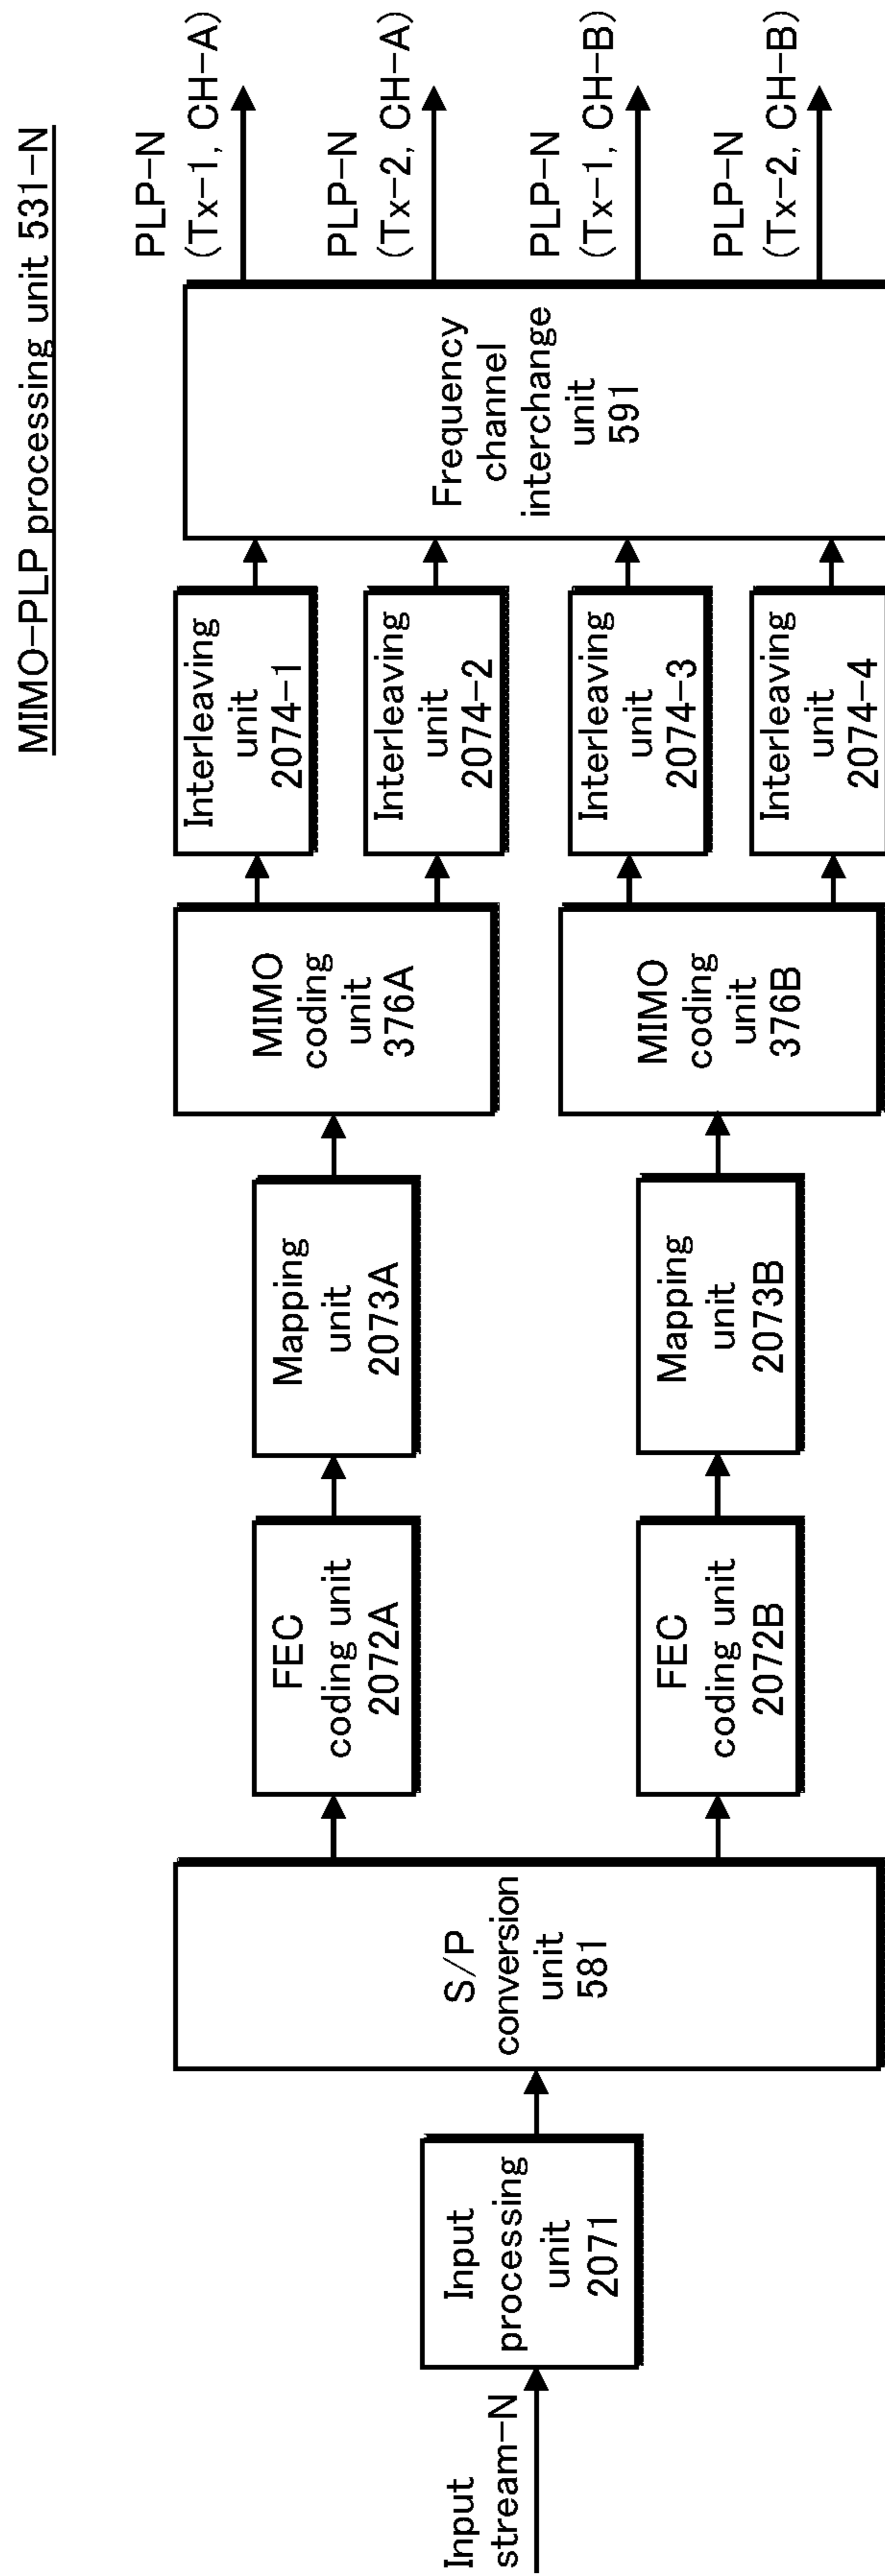 MIMO-PLP processing unit 531-N
Input
stream-N
Input
processing
unit
2071
S/P
conversion
unit
581
FEC
coding unit
2072A
Mapping
unit
2073A
MIMO
coding
unit
376A
Interleaving
unit
2074-1
Interleaving
unit
2074-2
FEC
coding unit
2072B
Mapping
unit
2073B
MIMO
coding
unit
376B
Interleaving
unit
2074-3
Interleaving
unit
2074-4
Frequency
channel
interchange
unit
591
PLP-N
(Tx-1, CH-A)
PLP-N
(Tx-2, CH-A)
PLP-N
(Tx-1, CH-B)
PLP-N
(Tx-2, CH-B)